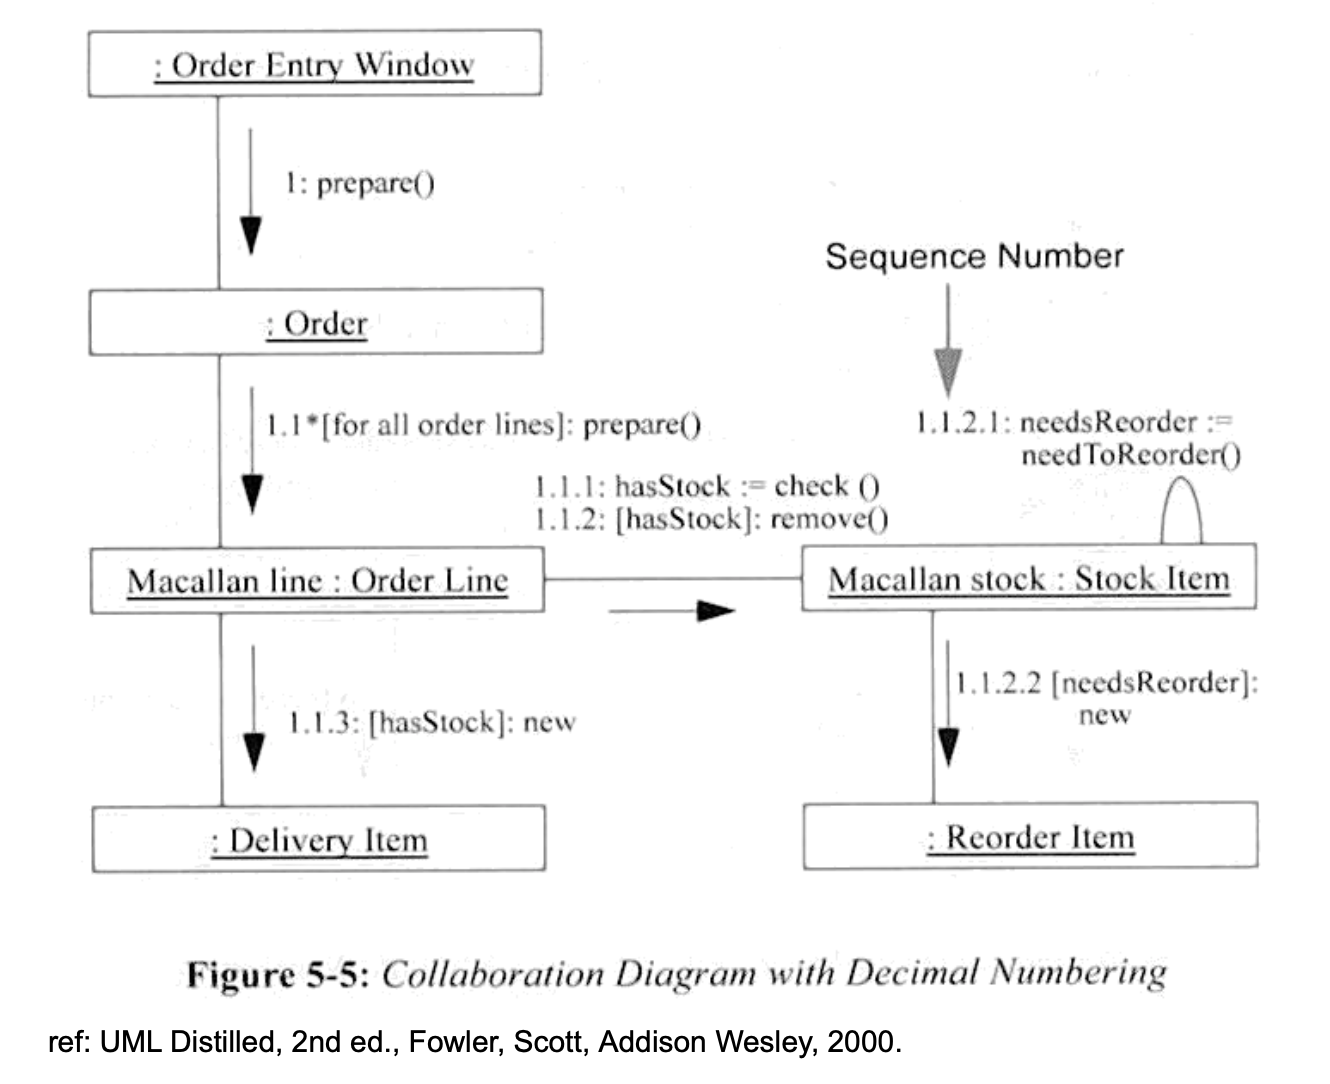 : Order Entry Window
1: prepare()
Sequence Number
: Order
1.1*[for all order lines]: prepare()
1.1.2.1: needsReorder :=
needToReorder()
1.1.1: hasStock := check ()
1.1.2: [hasStock]: remove()
Macallan line : Order Line
Macallan stock : Stock Item
1.1.3: [hasStock]: new
1.1.2.2 [needsReorder]:
new
: Delivery Item
: Reorder Item
Figure 5-5: Collaboration Diagram with Decimal Numbering
ref: UML Distilled, 2nd ed., Fowler, Scott, Addison Wesley, 2000.